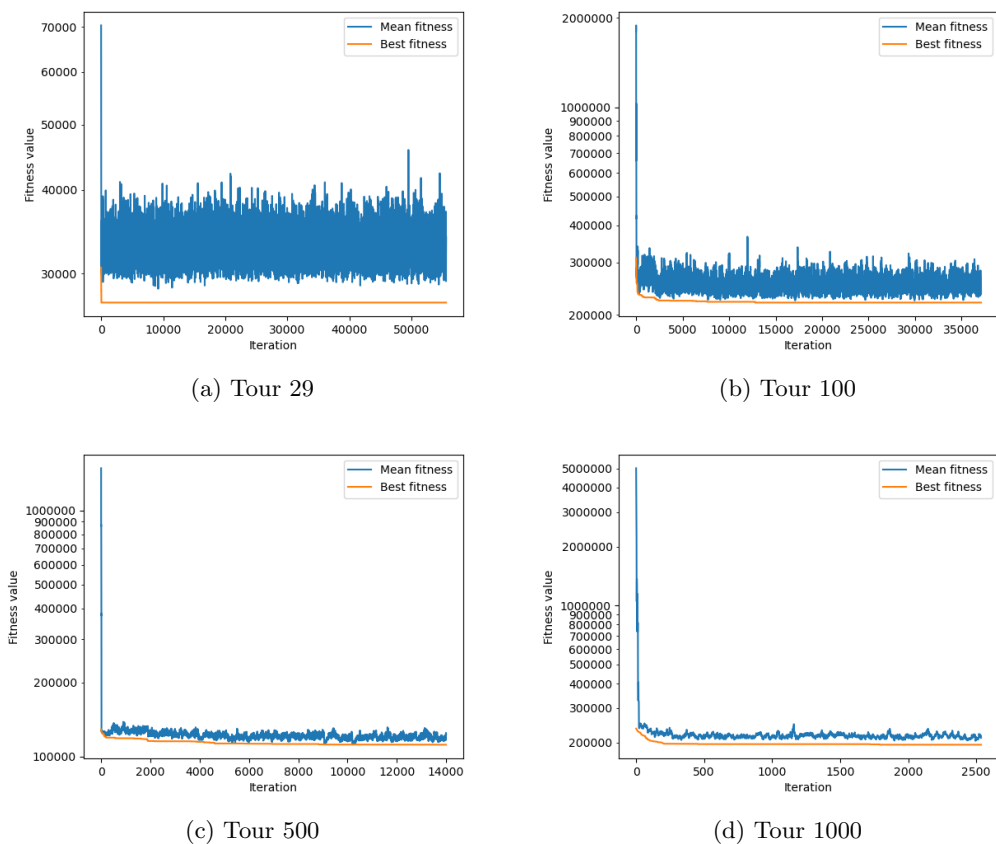 70000
60000
50000
40000
30000
Fitness value
Mean fitness
Best fitness
0 10000 20000 30000 40000 50000
Iteration
(a) Tour 29
2000000
1000000
900000
800000
700000
600000
500000
400000
300000
200000
Fitness value
Mean fitness
Best fitness
0 5000 10000 15000 20000 25000 30000 35000
Iteration
(b) Tour 100
1000000
900000
800000
700000
600000
500000
400000
300000
200000
100000
Fitness value
Mean fitness
Best fitness
0 2000 4000 6000 8000 10000 12000 14000
Iteration
(c) Tour 500
5000000
4000000
3000000
2000000
1000000
900000
800000
700000
600000
500000
400000
300000
200000
Fitness value
Mean fitness
Best fitness
0 500 1000 1500 2000 2500
Iteration
(d) Tour 1000